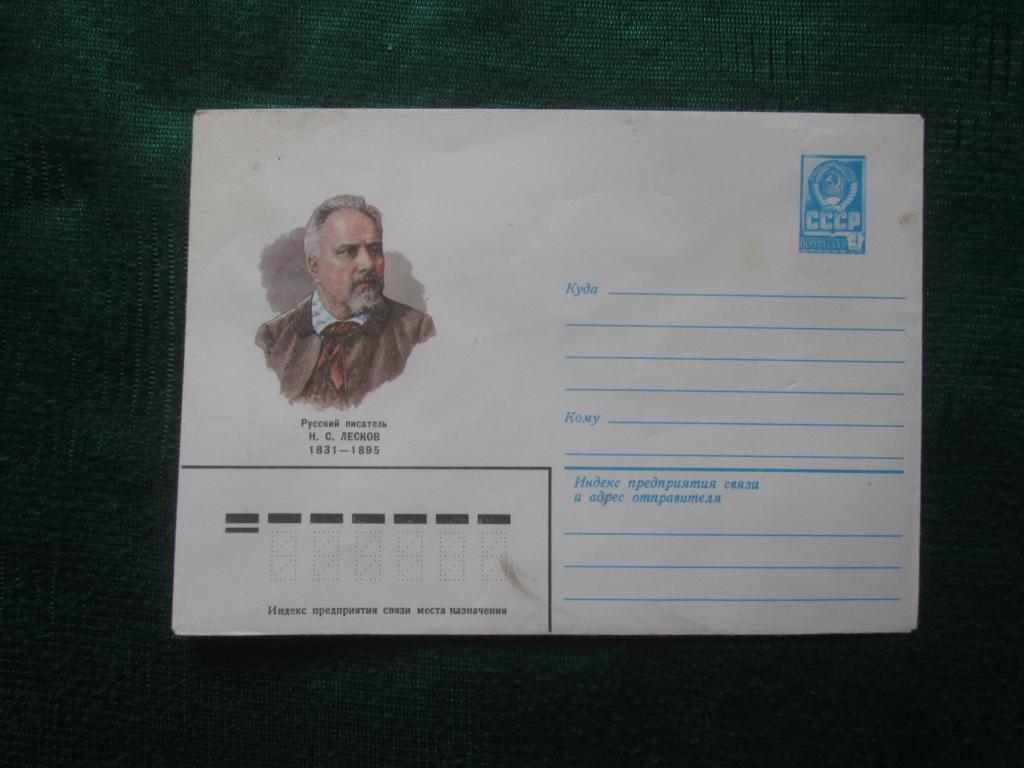 СССР
ПОЧТА СССР 4
Куда
Кому
Русский писатель
Н. С. ЛЕСКОВ
1831—1895
Индекс предприятия связи
и адрес отправителя
Индекс предприятия связи места назначения